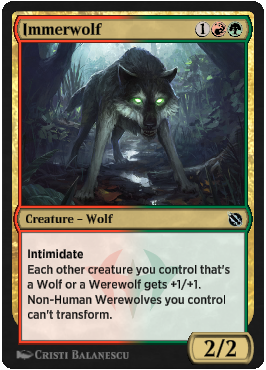 Immerwolf 1
Creature – Wolf
Intimidate
Each other creature you control that's
a Wolf or a Werewolf gets +1/+1.
Non-Human Werewolves you control
can't transform.
2/2
Cristi Balanescu